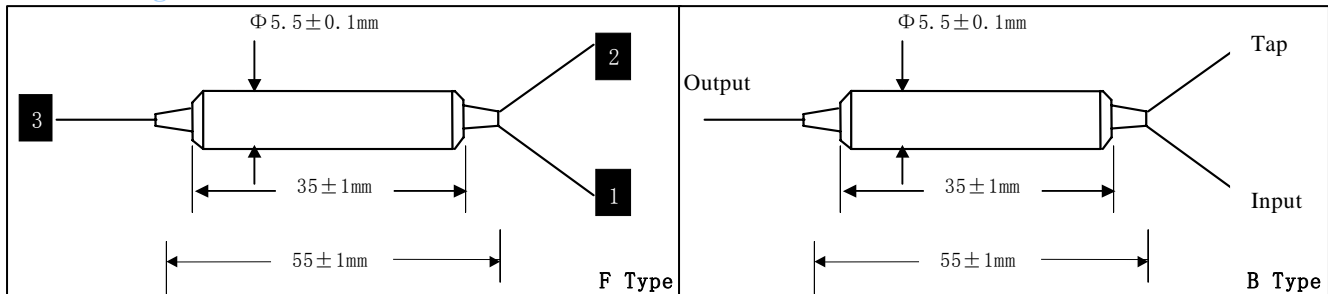 Φ5.5±0.1mm
2
3
1
35±1mm
55±1mm
F Type
Φ5.5±0.1mm
Tap
Output
35±1mm
Input
55±1mm
B Type